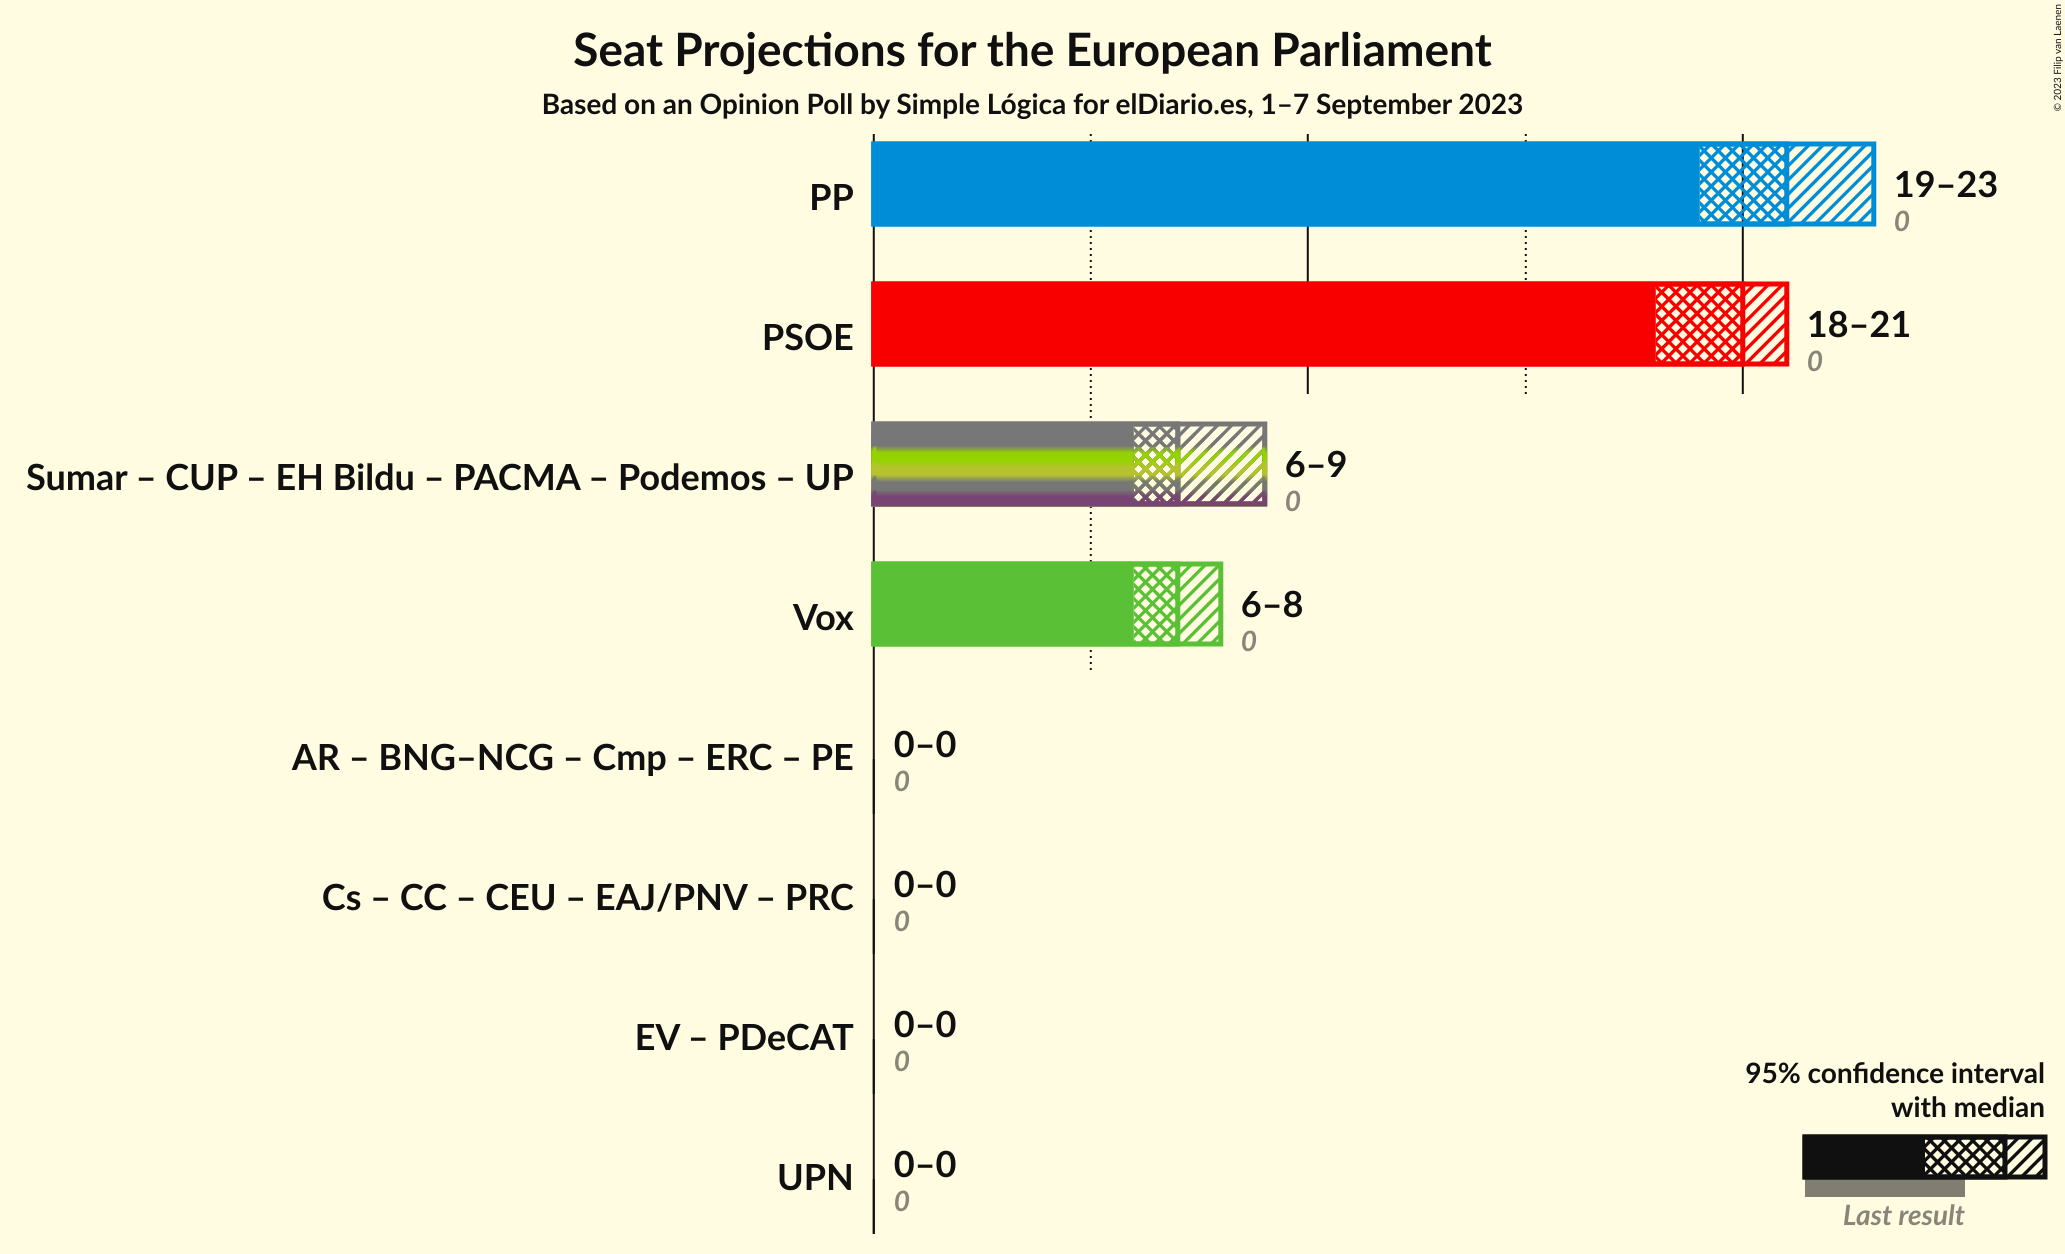 Seat Projections for the European Parliament
Based on an Opinion Poll by Simple Lógica for elDiario.es, 1–7 September 2023
© 2023 Filip van Laenen
PP
19–23
0
PSOE
18–21
0
Sumar – CUP – EH Bildu – PACMA – Podemos – UP
6–9
0
Vox
6–8
0
AR – BNG–NCG – Cmp – ERC – PE
0–0
0
Cs – CC – CEU – EAJ/PNV – PRC
0–0
0
EV – PDeCAT
0–0
0
UPN
0–0
0
95% confidence interval
with median
Last result